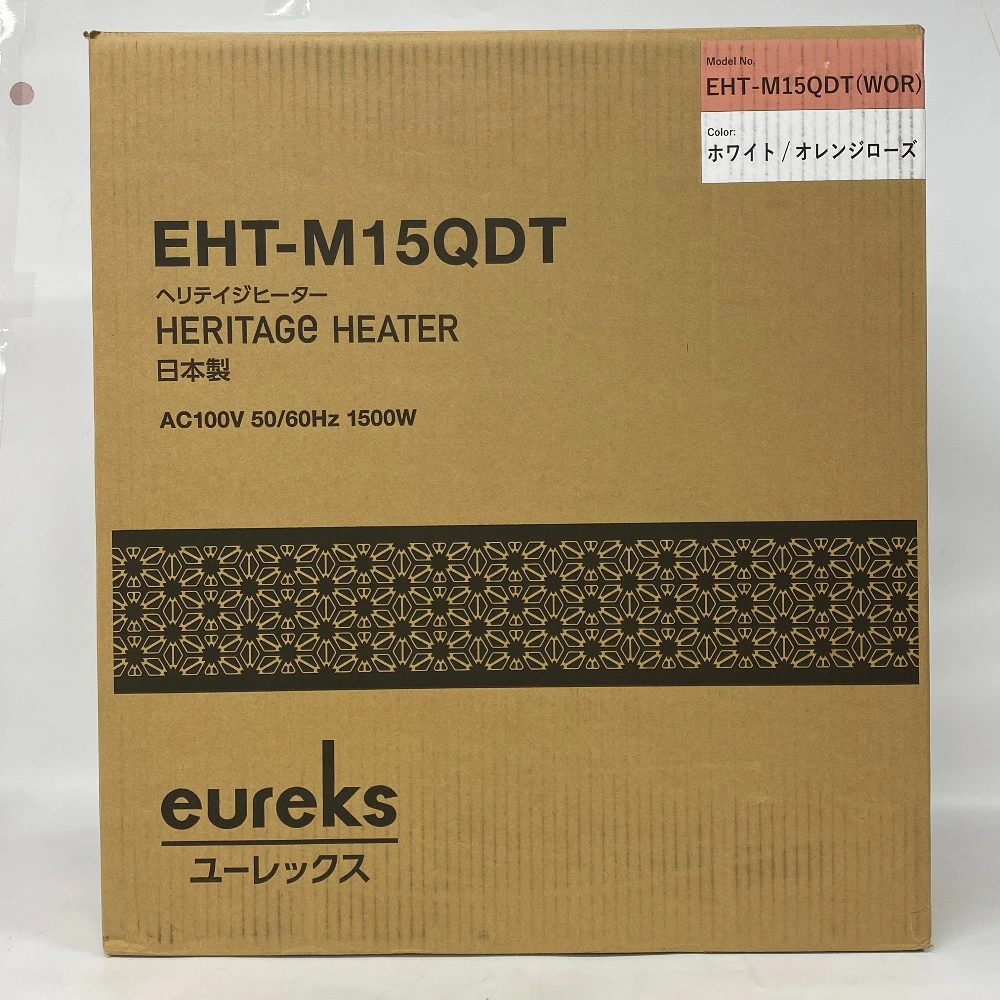 Model No.
EHT-M15QDT(WOR)
Color:
ホワイト / オレンジローズ
EHT-M15QDT
ヘリテイジヒーター
HERITAGe HEATER
日本製
AC100V 50/60Hz 1500W
eureks
ユーレックス